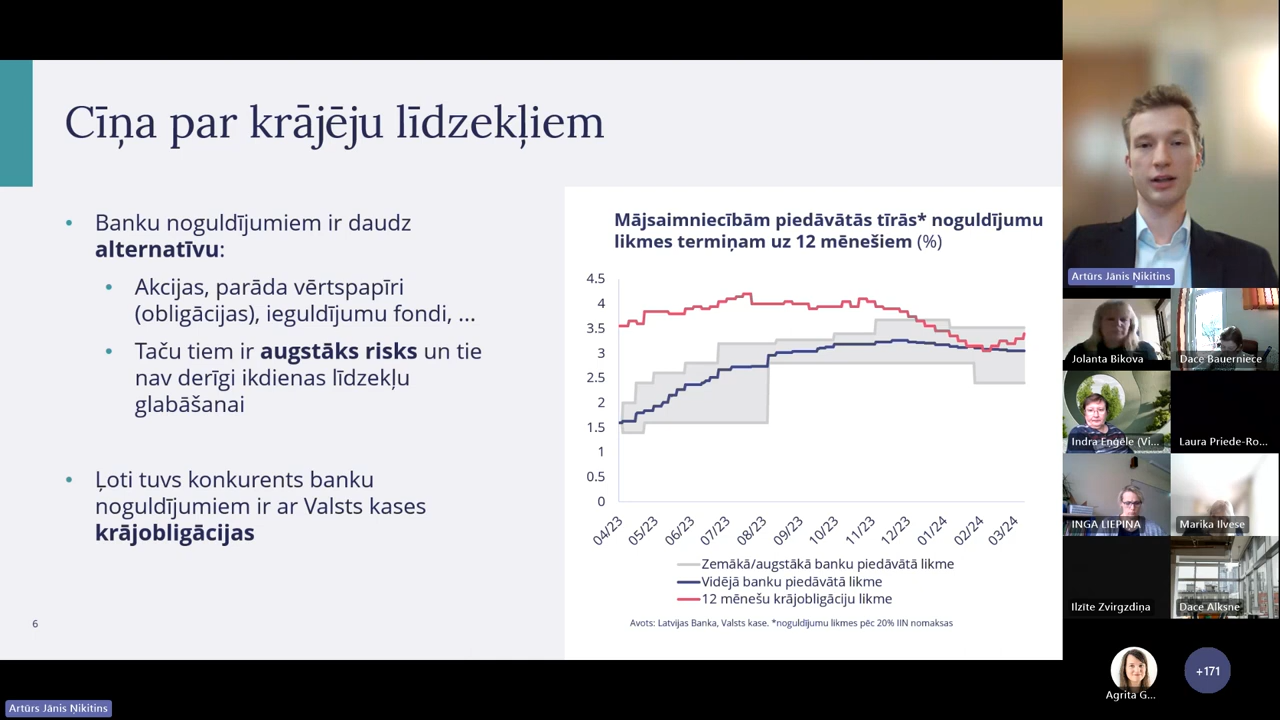 Cīņa par krājēju līdzekļiem
• Banku noguldījumiem ir daudz
alternatīvu:
• Akcijas, parāda vērtspapīri
(obligācijas), ieguldījumu fondi, ...
• Taču tiem ir augstāks risks un tie
nav derīgi ikdienas līdzekļu
glabāšanai
• Ļoti tuvs konkurents banku
noguldījumiem ir ar Valsts kases
krājobligācijas
6
Mājsaimniecībām piedāvātās tīrās* noguldījumu
likmes termiņam uz 12 mēnešiem (%)
4.5
4
3.5
3
2.5
2
1.5
1
0.5
0
04/23 05/23 06/23 07/23 08/23 09/23 10/23 11/23 12/23 01/24 02/24 03/24
Zemākā/augstākā banku piedāvātā likme
Vidējā banku piedāvātā likme
12 mēnešu krājobligāciju likme
Avots: Latvijas Banka, Valsts kase. *noguldījumu likmes pēc 20% IIN nomaksas
Artūrs Jānis Ņikitins
Jolanta Bikova
Dace Bauerniece
Indra Eņģēle (Vi...
Laura Priede-Ro...
INGA LIEPIŅA
Marika Ilvese
Ilzīte Zvirgzdiņa
Dace Alksne
Agrita G...
+171
Artūrs Jānis Ņikitins